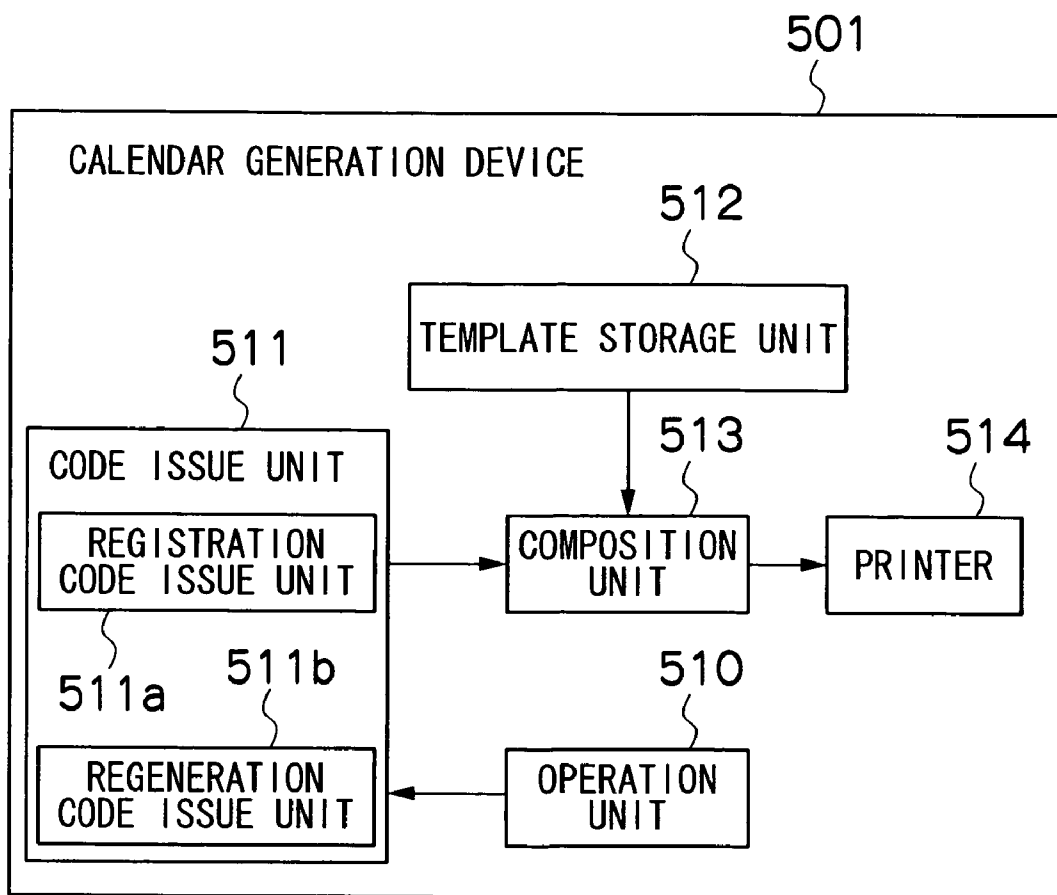 501
CALENDAR GENERATION DEVICE
512
TEMPLATE STORAGE UNIT
511
CODE ISSUE UNIT
REGISTRATION
CODE ISSUE UNIT
511a
513
COMPOSITION
UNIT
514
PRINTER
511b
REGENERATION
CODE ISSUE UNIT
510
OPERATION
UNIT